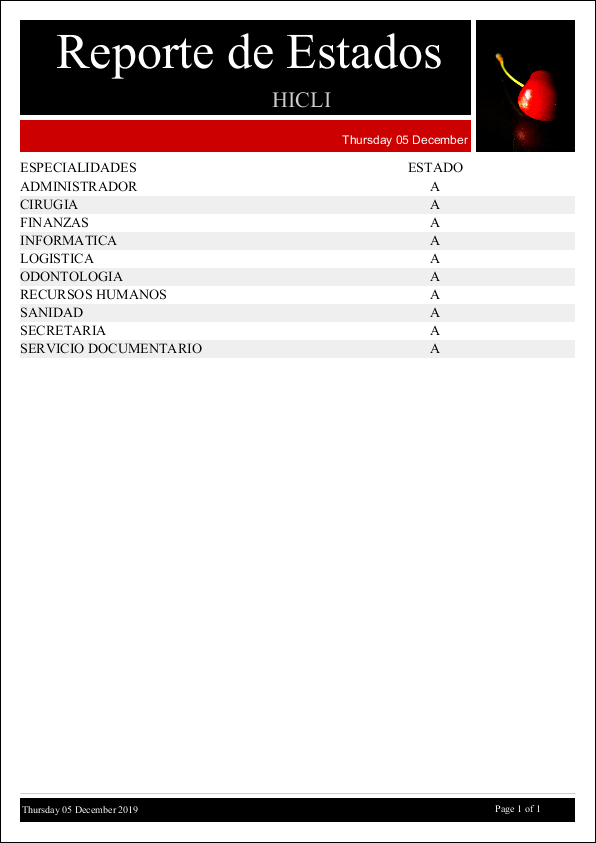 Reporte de Estados
HICLI
Thursday 05 December
ESPECIALIDADES ESTADO
ADMINISTRADOR A
CIRUGIA A
FINANZAS A
INFORMATICA A
LOGISTICA A
ODONTOLOGIA A
RECURSOS HUMANOS A
SANIDAD A
SECRETARIA A
SERVICIO DOCUMENTARIO A
Thursday 05 December 2019 Page 1 of 1